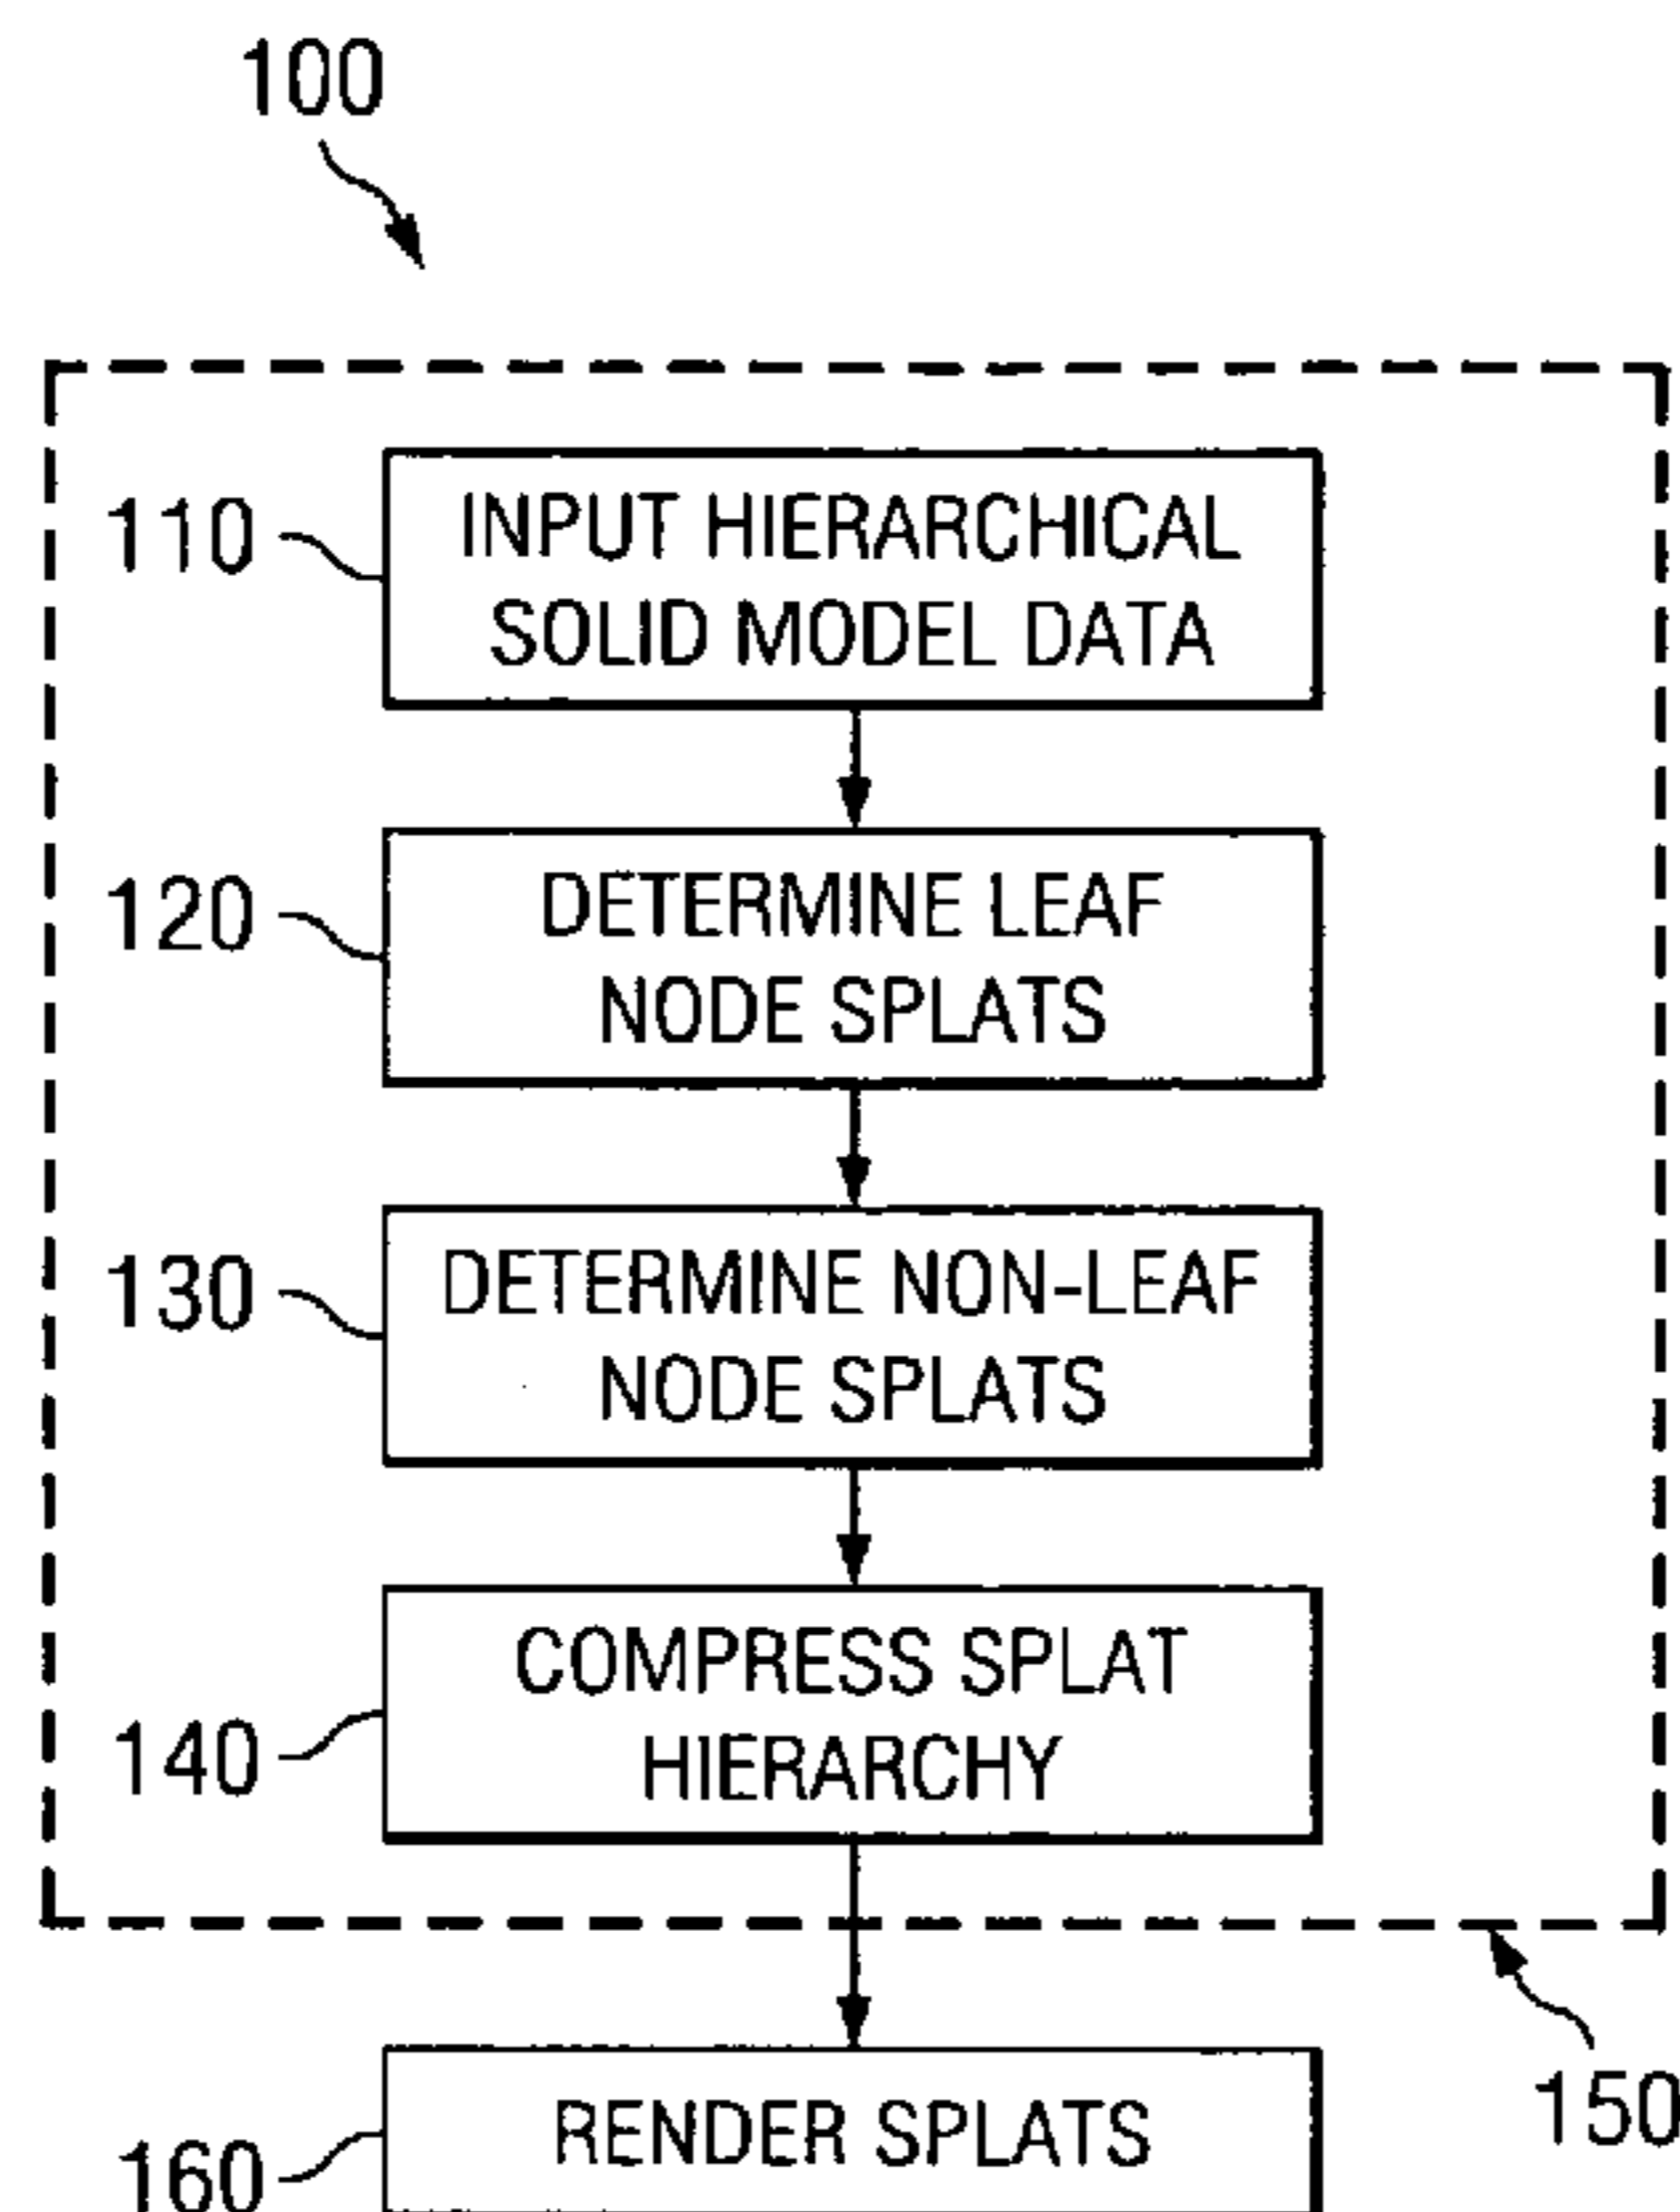 100
110
INPUT HIERARCHICAL
SOLID MODEL DATA
120
DETERMINE LEAF
NODE SPLATS
130
DETERMINE NON-LEAF
NODE SPLATS
140
COMPRESS SPLAT
HIERARCHY
150
160
RENDER SPLATS